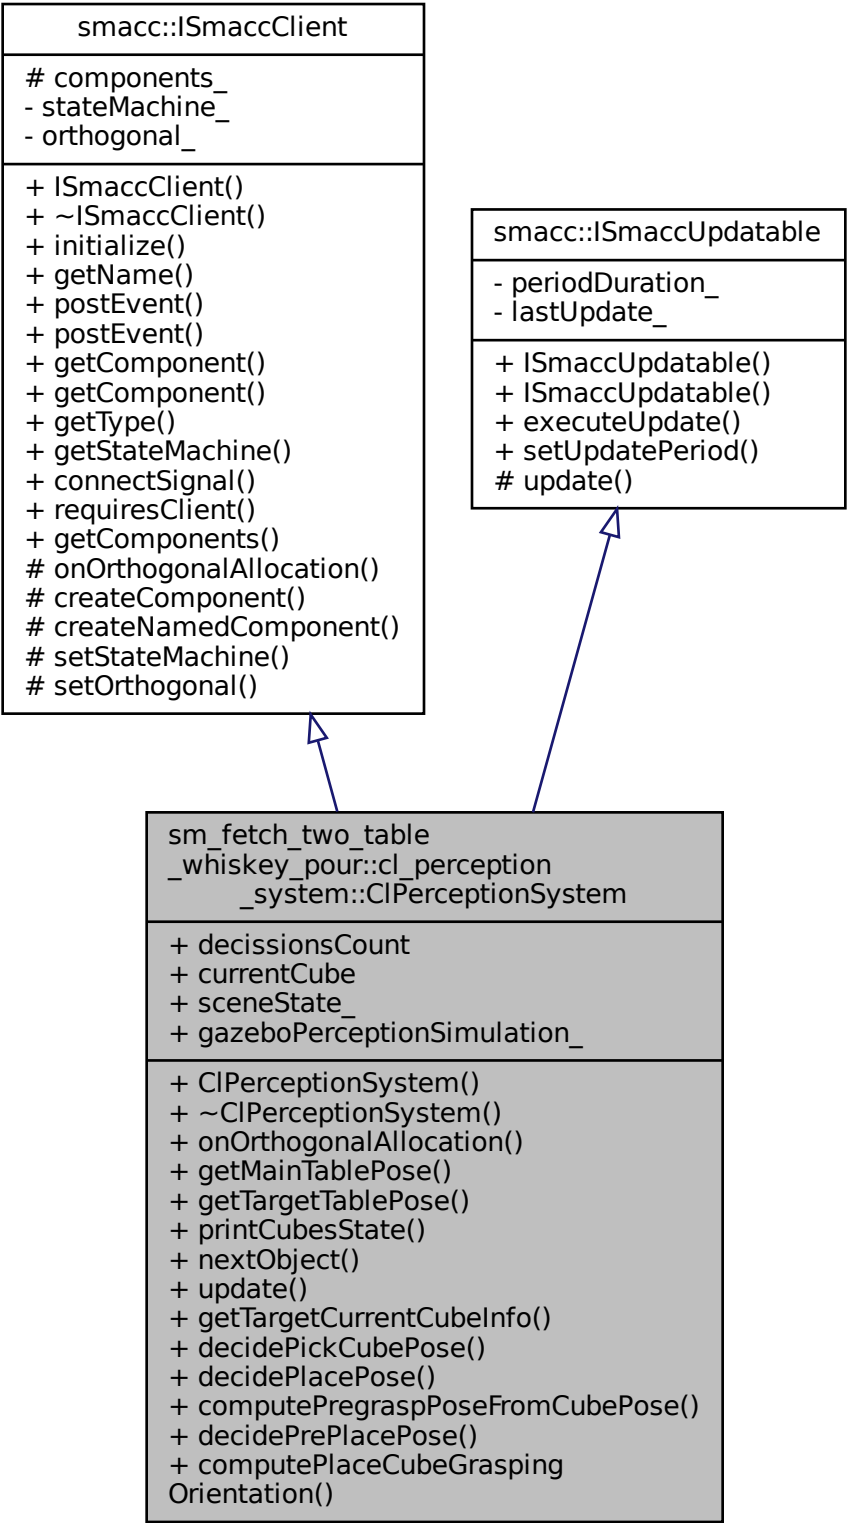 smacc::ISmaccClient
# components_
- stateMachine_
- orthogonal_
+ ISmaccClient()
+ ~ISmaccClient()
+ initialize()
+ getName()
+ postEvent()
+ postEvent()
+ getComponent()
+ getComponent()
+ getType()
+ getStateMachine()
+ connectSignal()
+ requiresClient()
+ getComponents()
# onOrthogonalAllocation()
# createComponent()
# createNamedComponent()
# setStateMachine()
# setOrthogonal()
smacc::ISmaccUpdatable
- periodDuration_
- lastUpdate_
+ ISmaccUpdatable()
+ ISmaccUpdatable()
+ executeUpdate()
+ setUpdatePeriod()
# update()
sm_fetch_two_table
_whiskey_pour::cl_perception
_system::ClPerceptionSystem
+ decissionsCount
+ currentCube
+ sceneState_
+ gazeboPerceptionSimulation_
+ ClPerceptionSystem()
+ ~ClPerceptionSystem()
+ onOrthogonalAllocation()
+ getMainTablePose()
+ getTargetTablePose()
+ printCubesState()
+ nextObject()
+ update()
+ getTargetCurrentCubeInfo()
+ decidePickCubePose()
+ decidePlacePose()
+ computePregraspPoseFromCubePose()
+ decidePrePlacePose()
+ computePlaceCubeGrasping
Orientation()